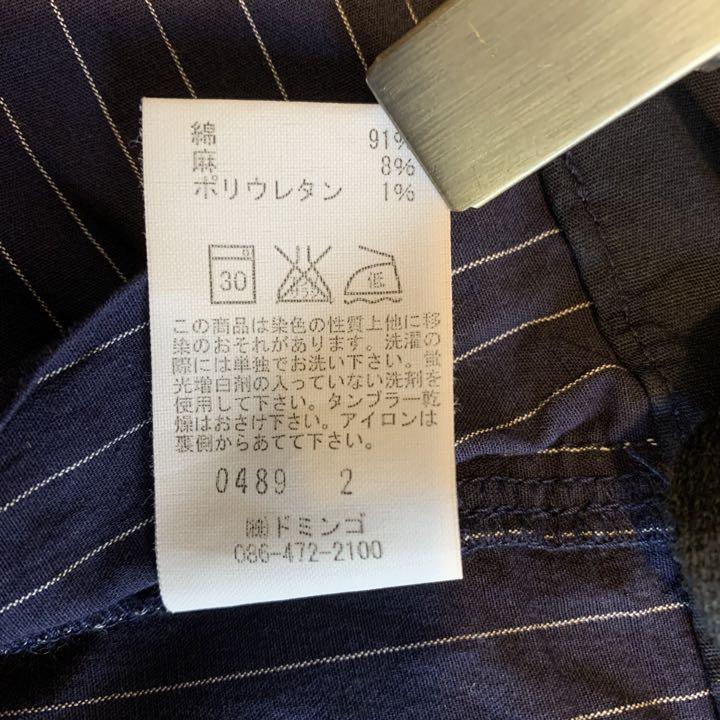 綿 91%
麻 8%
ポリウレタン 1%
30 低
この商品は染色の性質上他に移
染のおそれがあります。洗濯の
際には単独でお洗い下さい。蛍
光増白剤の入っていない洗剤を
使用して下さい。タンブラー乾
燥はおさけ下さい。アイロンは
裏側からあてて下さい。
0489 2
㈱ドミンゴ
086-472-2100